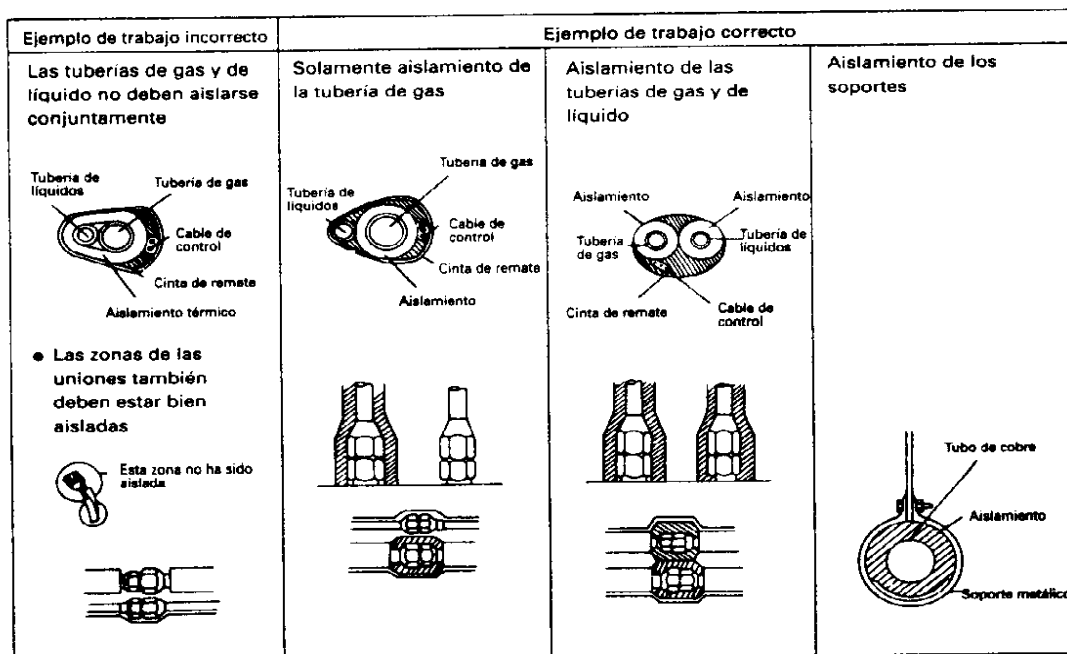 Ejemplo de trabajo incorrecto
Ejemplo de trabajo correcto
Las tuberías de gas y de
líquido no deben aislarse
conjuntamente
Tubería de
líquidos
Tubería de gas
Cable de
control
Cinta de remate
Aislamiento térmico
● Las zonas de las
uniones también
deben estar bien
aisladas
Esta zona no ha sido
aislada
Solamente aislamiento de
la tubería de gas
Tubería de gas
Tubería de
líquidos
Cable de
control
Cinta de remate
Aislamiento
Aislamiento de las
tuberias de gas y de
líquido
Aislamiento
Aislamiento
Tubería
de gas
Tubería de
líquidos
Cinta de remate
Cable de
control
Aislamiento de los
soportes
Tubo de cobre
Aislamiento
Soporte metálico